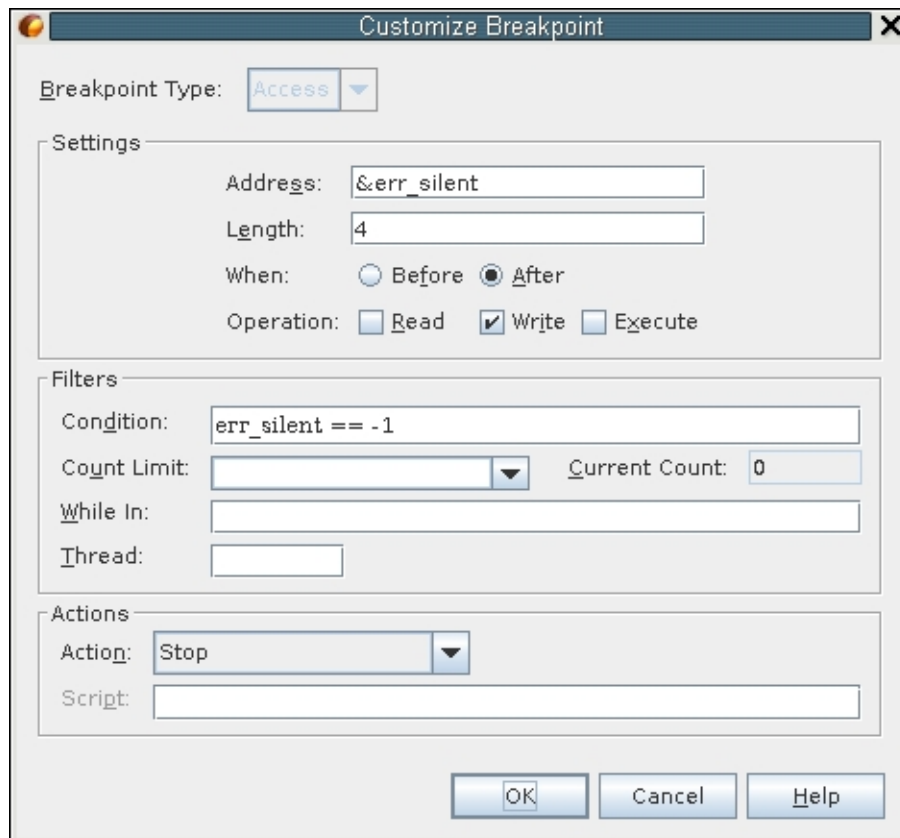 Customize Breakpoint
Breakpoint Type: Access
Settings
Address: &err_silent
Length: 4
When: Before After
Operation: Read Write Execute
Filters
Condition: err_silent == -1
Count Limit: Current Count: 0
While In:
Thread:
Actions
Action: Stop
Script:
OK Cancel Help